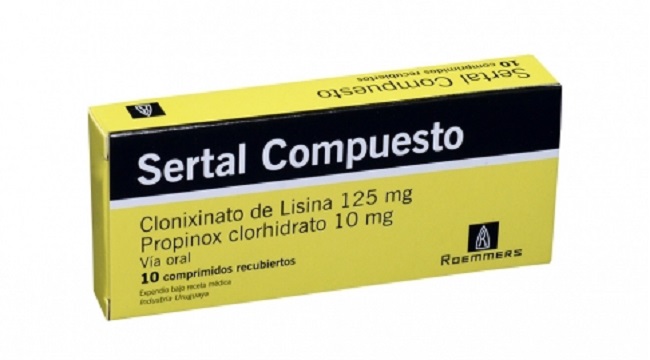 Sertal Compuesto
10 comprimidos recubiertos
Sertal Compuesto
Clonixinato de Lisina 125 mg
Propinox clorhidrato 10 mg
Vía oral
10 comprimidos recubiertos
Expendio bajo receta médica
Industria Uruguaya
ROEMMERS